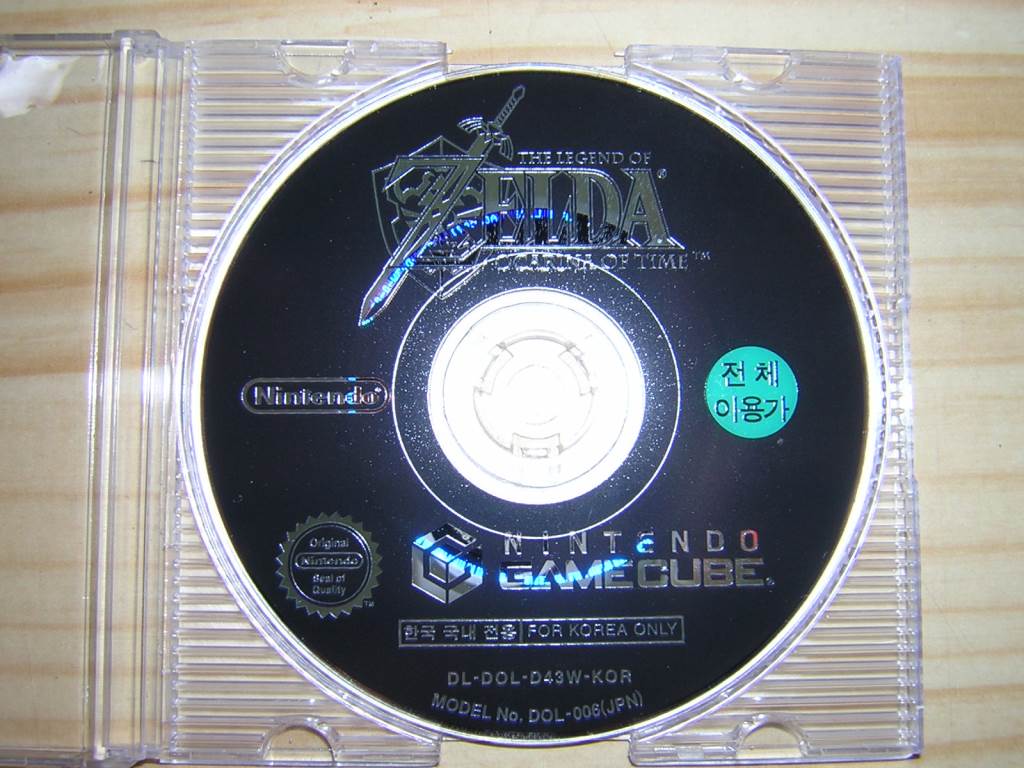 THE LEGEND OF
ZELDA®
OCARINA OF TIME™
Nintendo®
전체
이용가
Original
Nintendo
Seal of
Quality
TM
NINTENDO
GAMECUBE®
한국 국내 전용 FOR KOREA ONLY
DL-DOL-D43W-KOR
MODEL No. DOL-006(JPN)